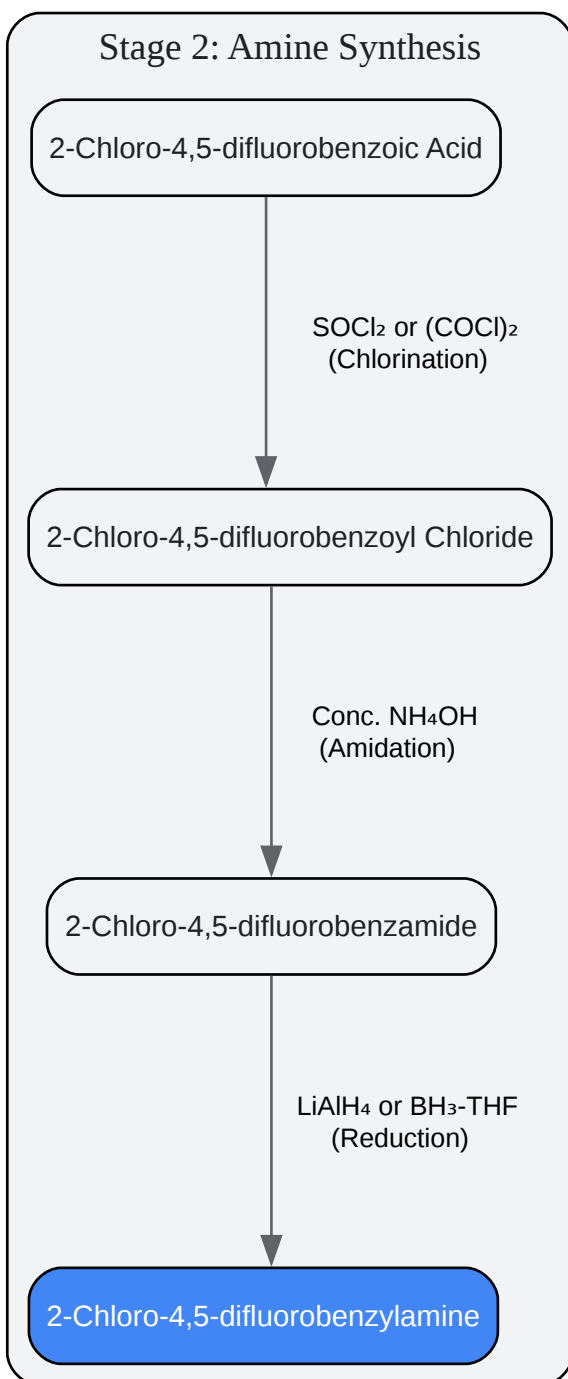 Stage 2: Amine Synthesis
2-Chloro-4,5-difluorobenzoic Acid
SOCl₂ or (COCl)₂
(Chlorination)
2-Chloro-4,5-difluorobenzoyl Chloride
Conc. NH₄OH
(Amidation)
2-Chloro-4,5-difluorobenzamide
LiAlH₄ or BH₃-THF
(Reduction)
2-Chloro-4,5-difluorobenzylamine